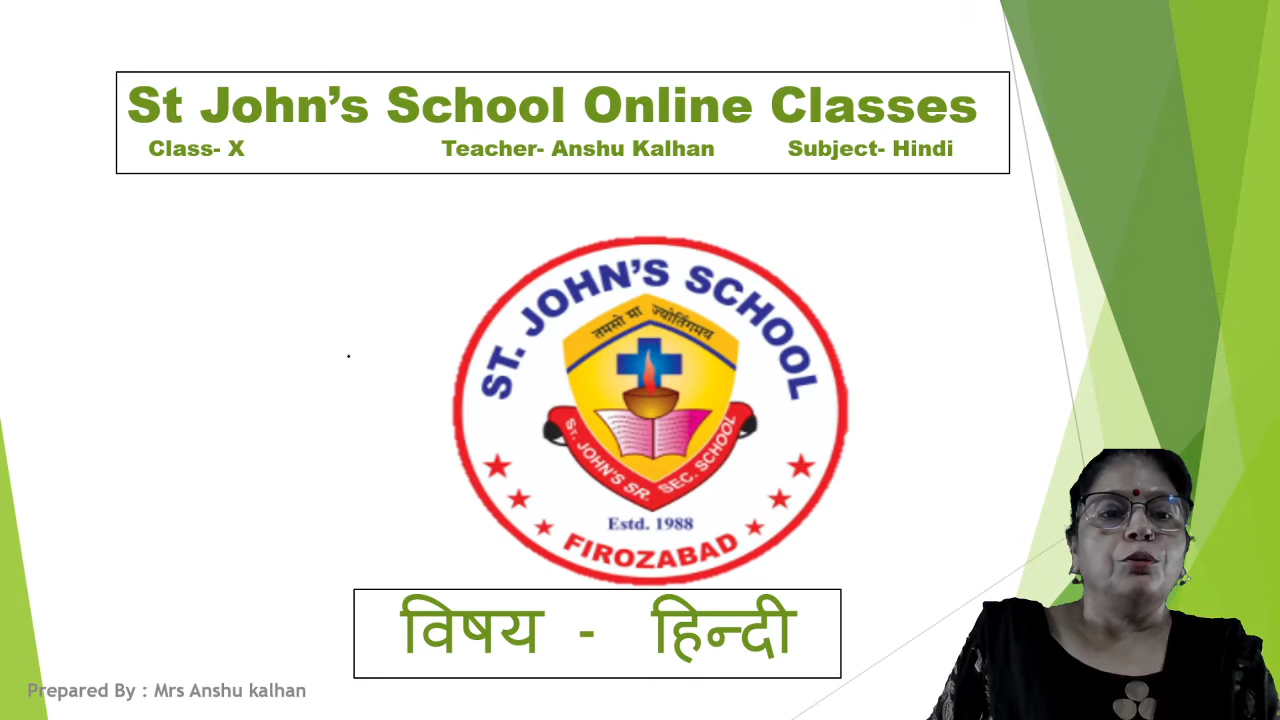 St John's School Online Classes
Class- X Teacher- Anshu Kalhan Subject- Hindi
ST. JOHN'S SCHOOL
तमसो मा ज्योतिंगमय
ST. JOHN'S SR. SEC. SCHOOL
Estd. 1988
FIROZABAD
विषय - हिन्दी
Prepared By : Mrs Anshu kalhan